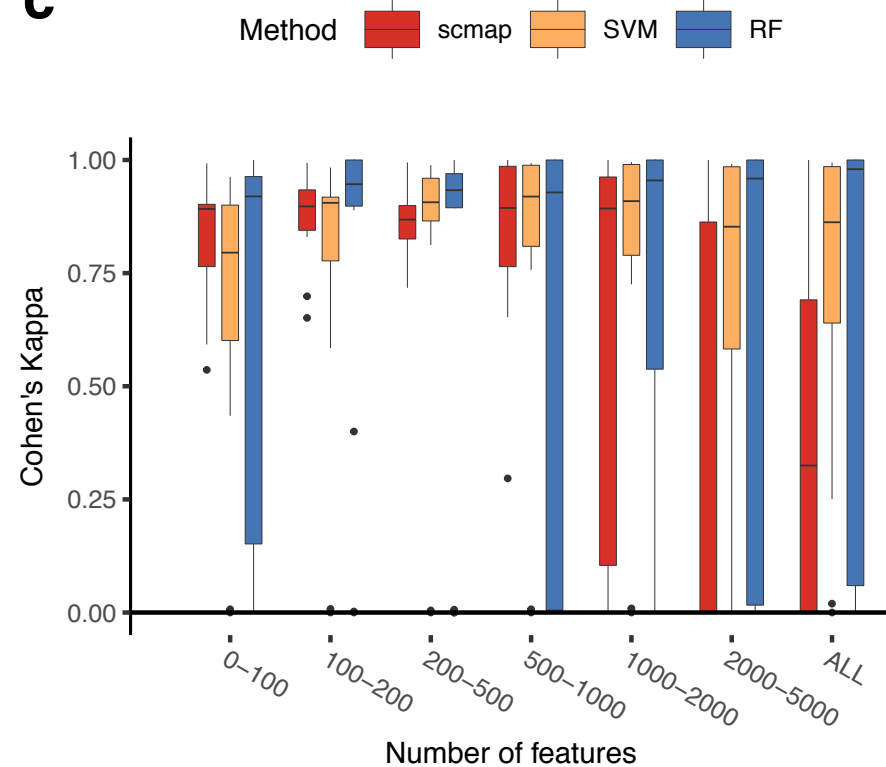 c
Method scmap SVM RF
1.00
0.75
0.50
0.25
0.00
Cohen's Kappa
0−100
100−200
200−500
500−1000
1000−2000
2000−5000
ALL
Number of features